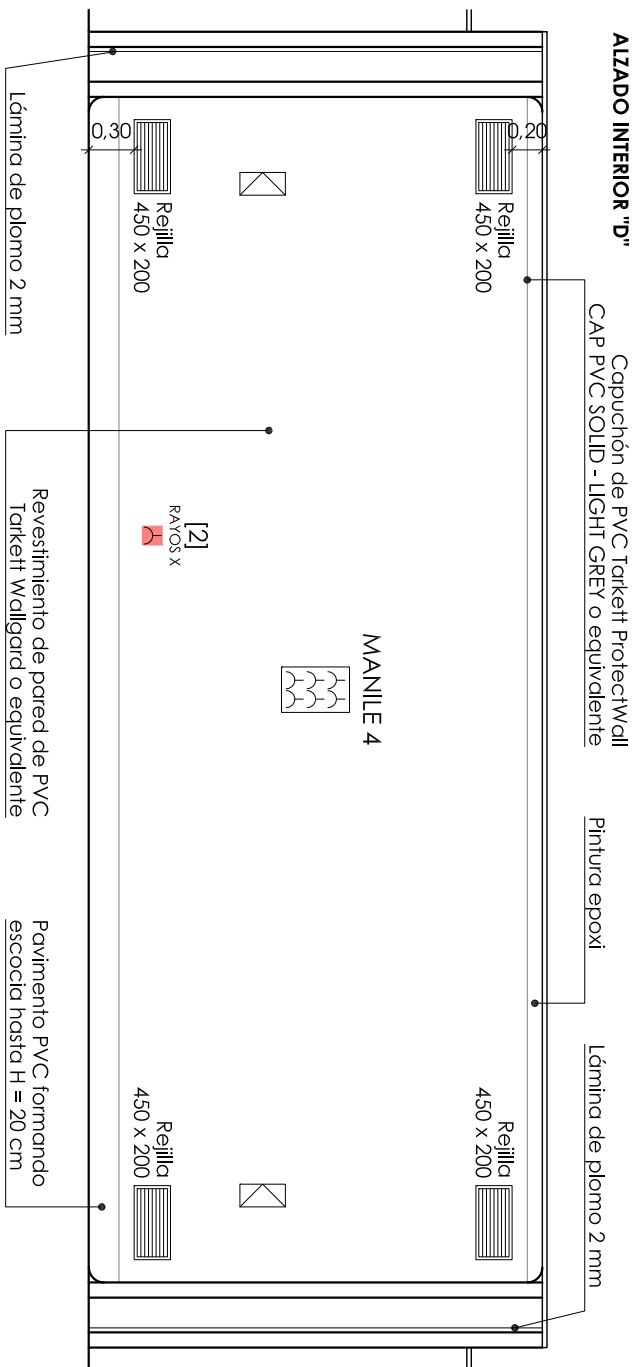 ALZADO INTERIOR "D"
Capuchón de PVC Tarkett ProtectWall
CAP PVC SOLID - LIGHT GREY o equivalente
Pintura epoxi
Lámina de plomo 2 mm
0,20
Rejilla
450 x 200
Rejilla
450 x 200
MANILE 4
[2]
RAYOS X
0,30
Rejilla
450 x 200
Rejilla
450 x 200
Lámina de plomo 2 mm
Revestimiento de pared de PVC
Tarkett Wallgard o equivalente
Pavimento PVC formando
escocia hasta H = 20 cm